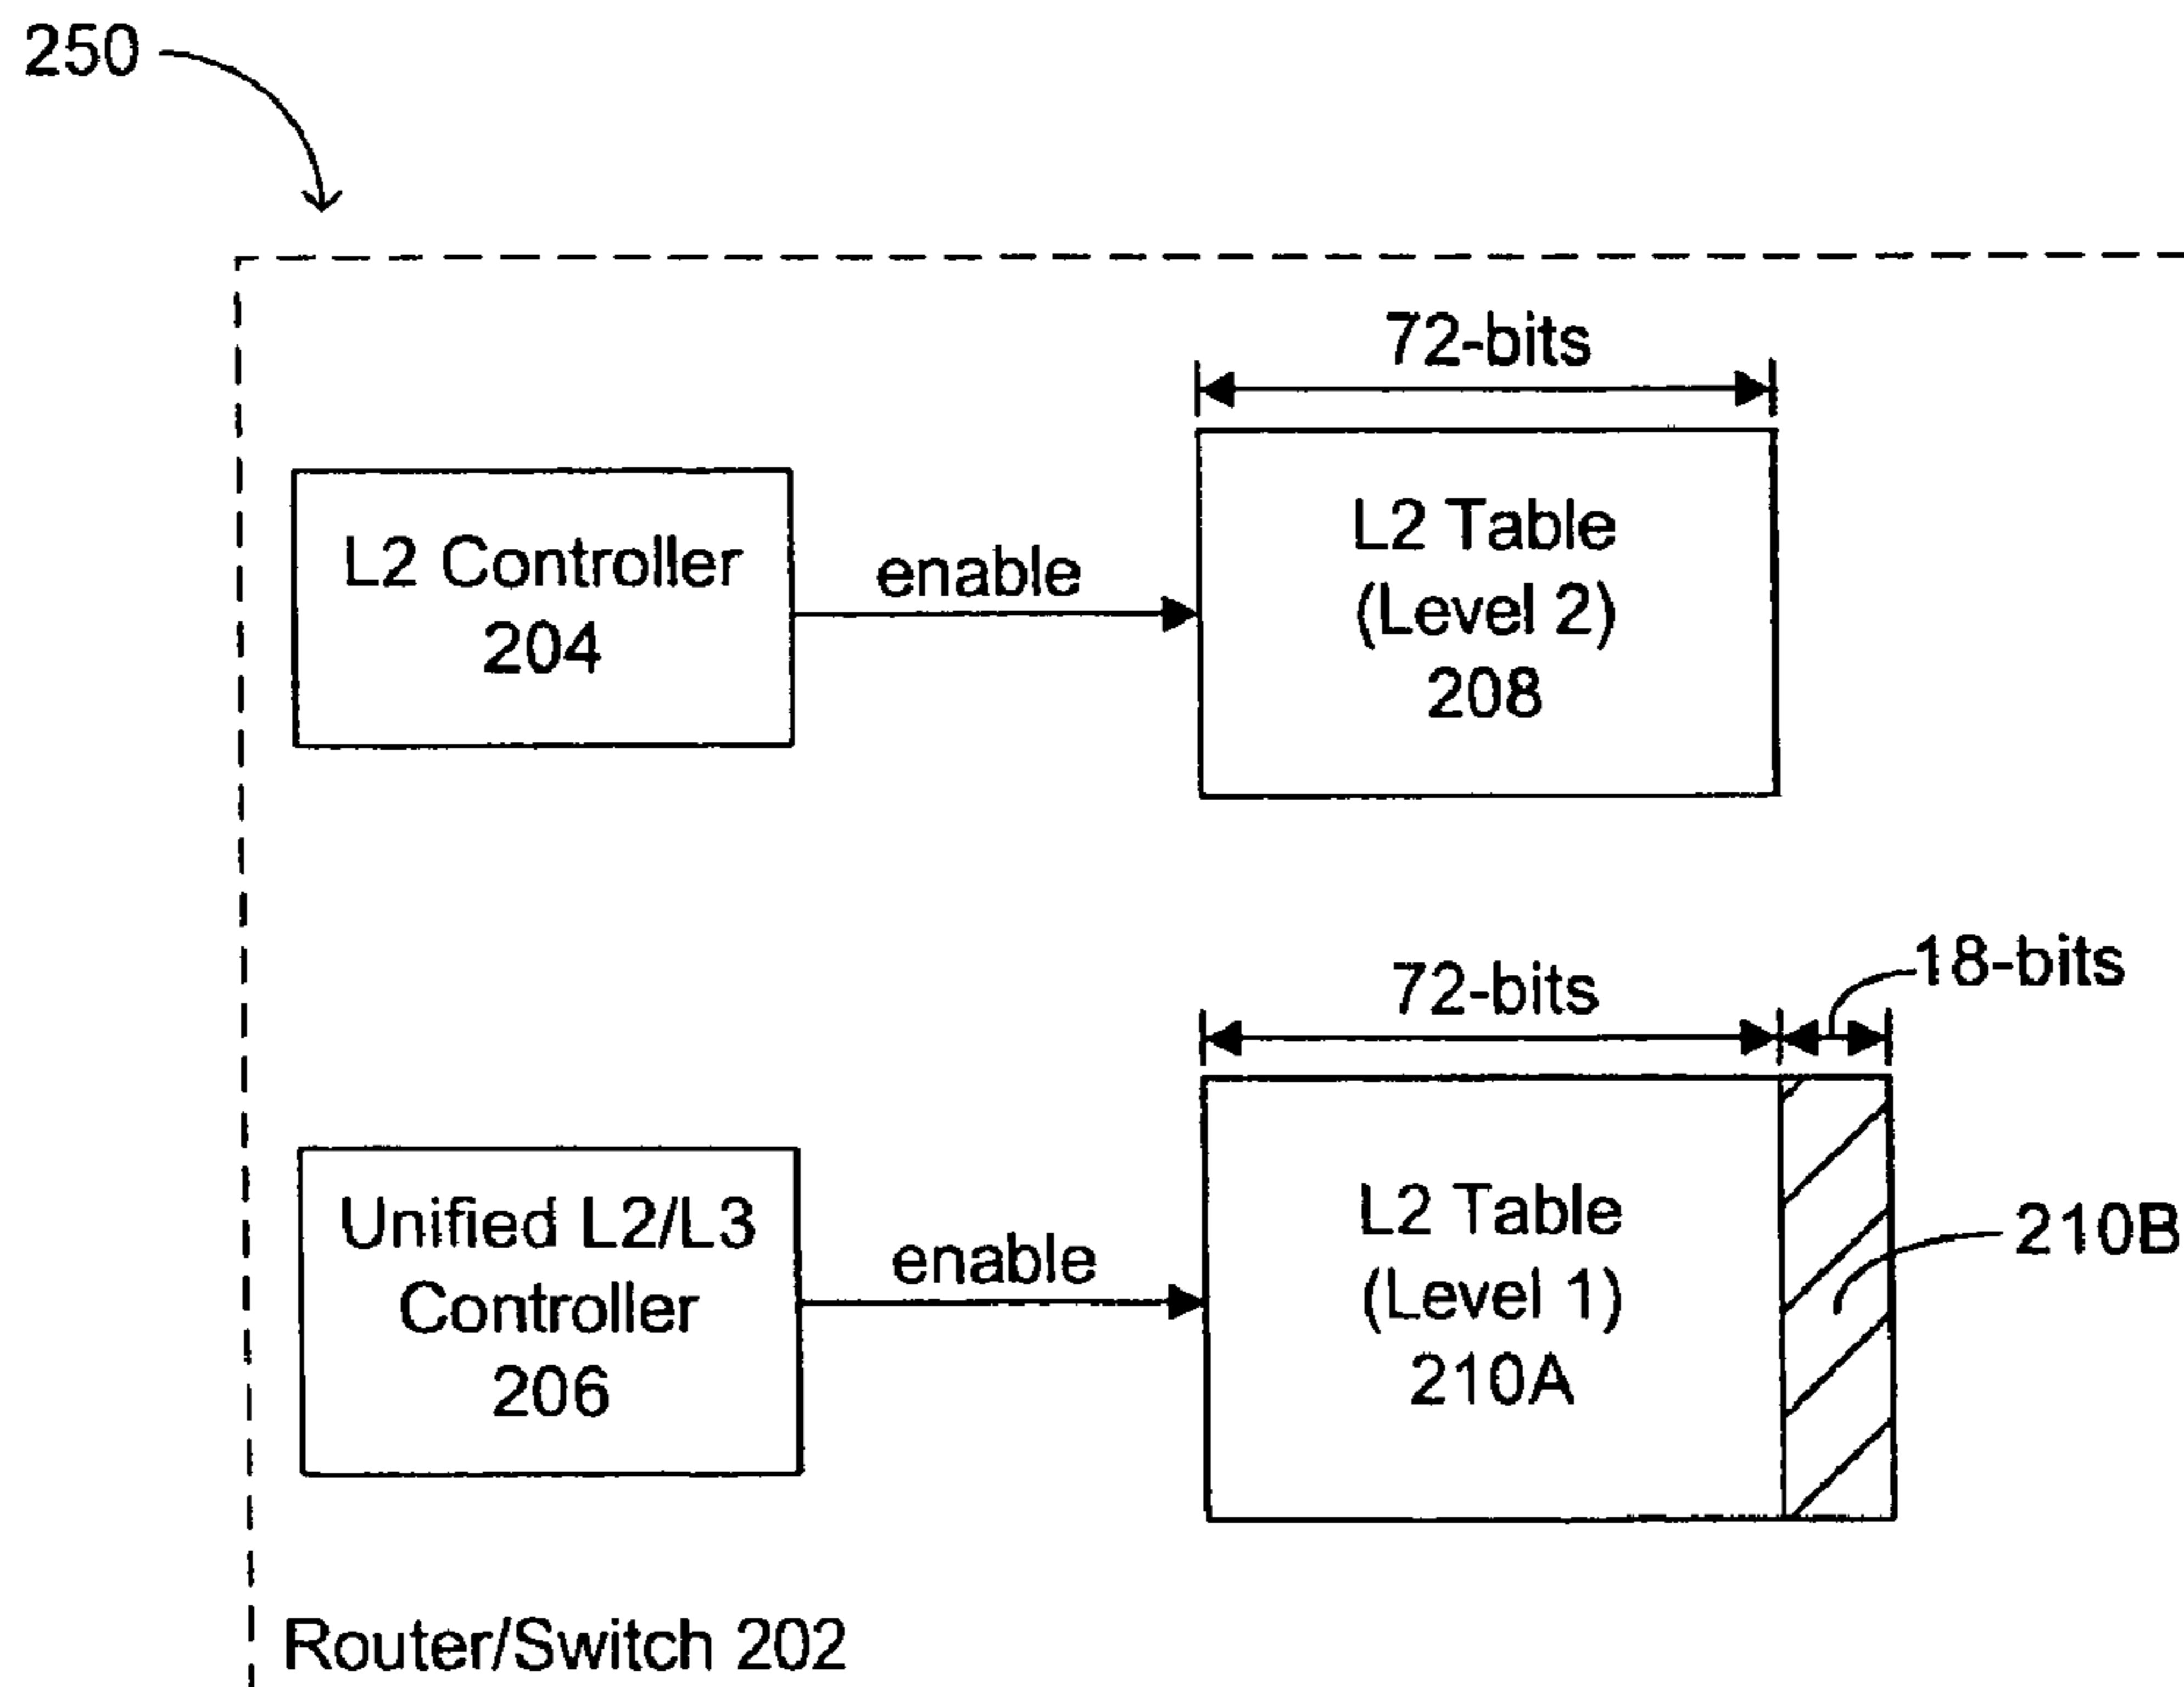 250
72-bits
L2 Controller
204
enable
L2 Table
(Level 2)
208
72-bits
18-bits
Unified L2/L3
Controller
206
enable
L2 Table
(Level 1)
210A
210B
Router/Switch 202